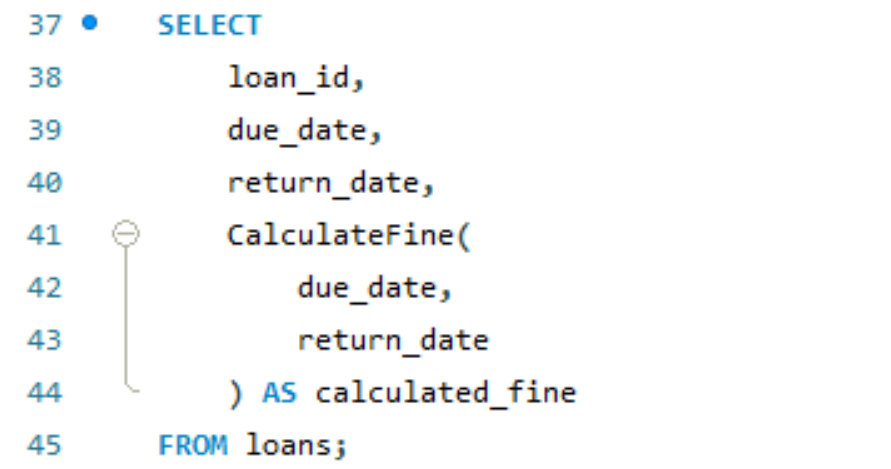 37 SELECT
38 loan_id,
39 due_date,
40 return_date,
41 CalculateFine(
42 due_date,
43 return_date
44 ) AS calculated_fine
45 FROM loans;